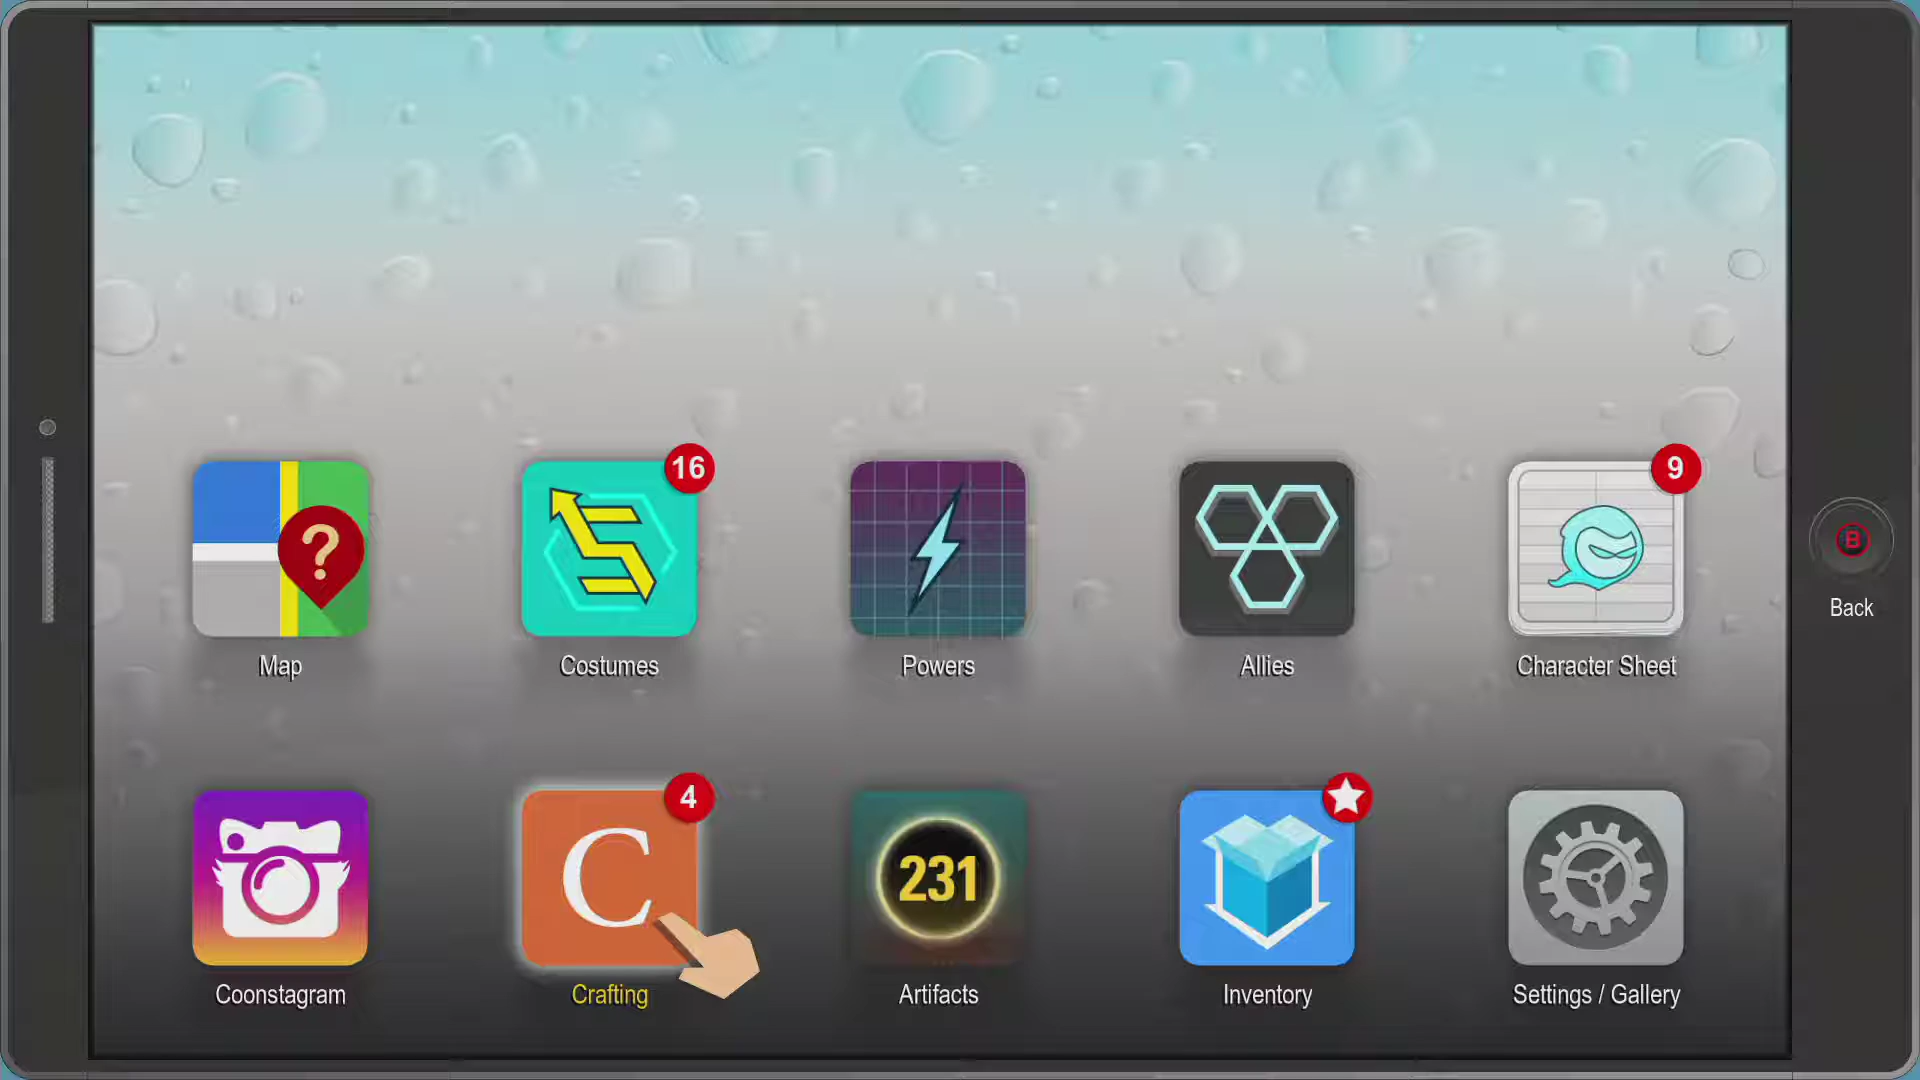 16
9
?
Map
Costumes
Powers
Allies
Character Sheet
B
Back
4
C
231
Coonstagram
Crafting
Artifacts
Inventory
Settings / Gallery